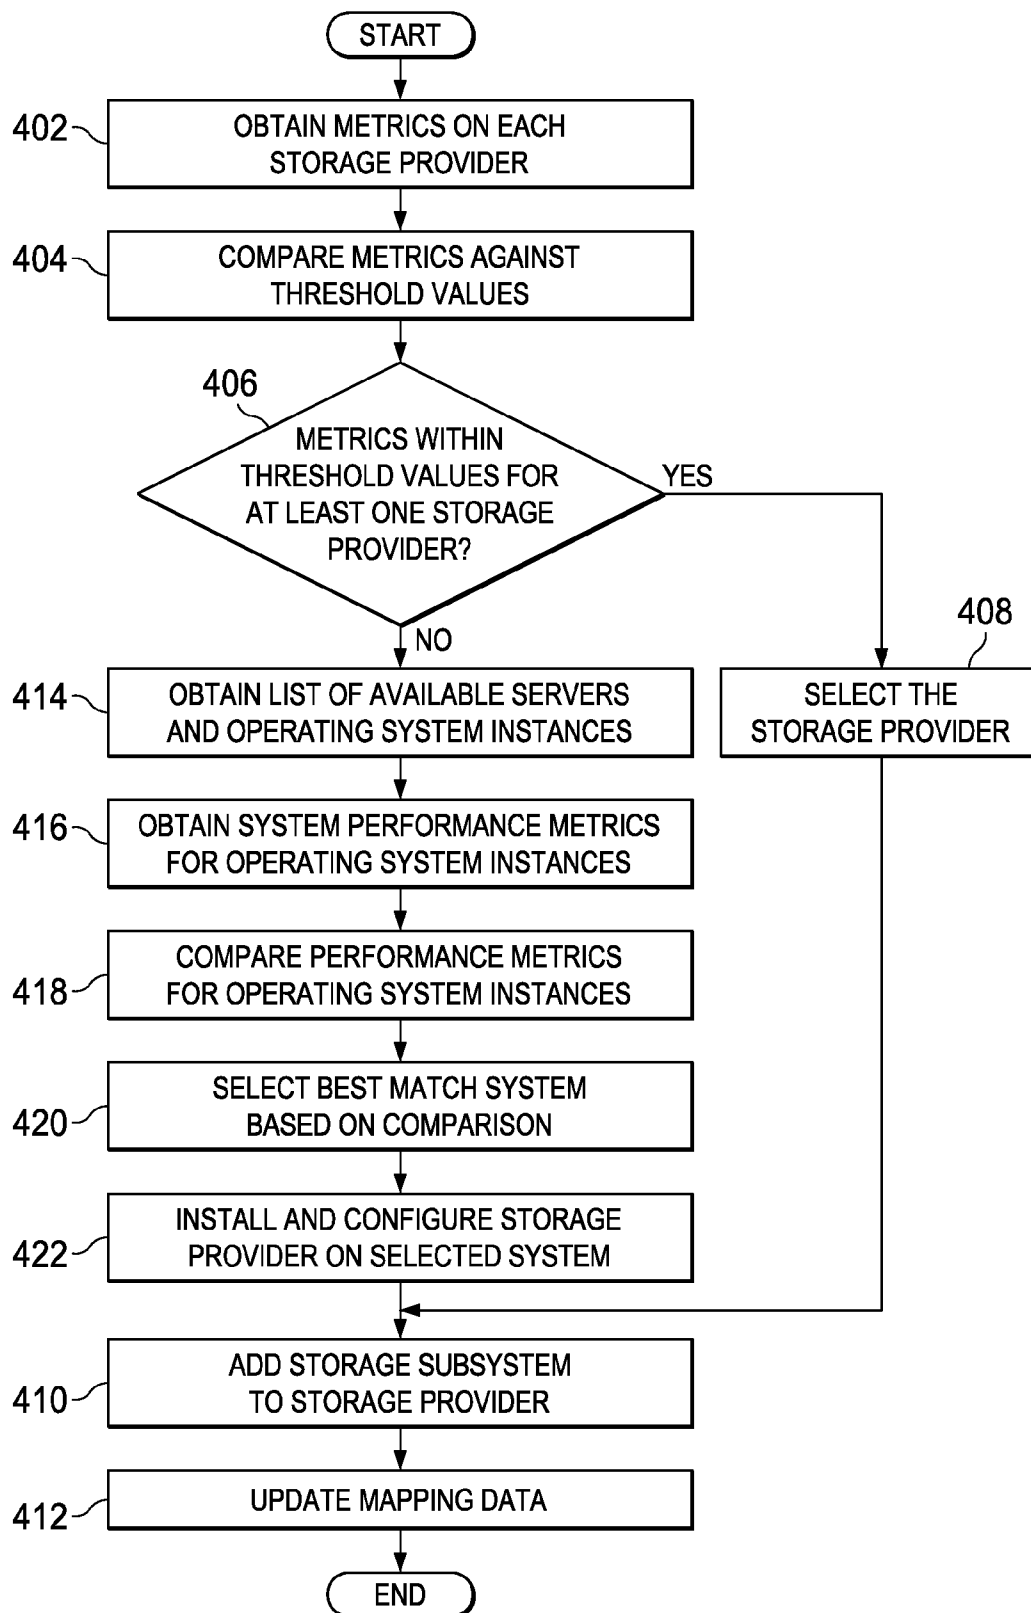 START
402
OBTAIN METRICS ON EACH
STORAGE PROVIDER
404
COMPARE METRICS AGAINST
THRESHOLD VALUES
406
METRICS WITHIN
THRESHOLD VALUES FOR
AT LEAST ONE STORAGE
PROVIDER?
YES
NO
408
SELECT THE
STORAGE PROVIDER
414
OBTAIN LIST OF AVAILABLE SERVERS
AND OPERATING SYSTEM INSTANCES
416
OBTAIN SYSTEM PERFORMANCE METRICS
FOR OPERATING SYSTEM INSTANCES
418
COMPARE PERFORMANCE METRICS
FOR OPERATING SYSTEM INSTANCES
420
SELECT BEST MATCH SYSTEM
BASED ON COMPARISON
422
INSTALL AND CONFIGURE STORAGE
PROVIDER ON SELECTED SYSTEM
410
ADD STORAGE SUBSYSTEM
TO STORAGE PROVIDER
412
UPDATE MAPPING DATA
END